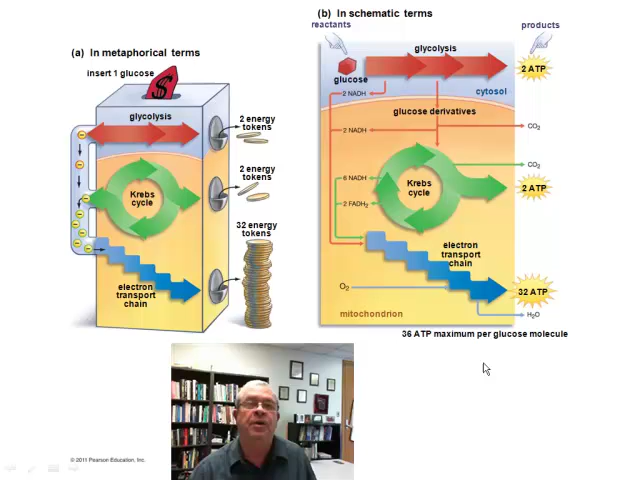 (b) In schematic terms
reactants
products
(a) In metaphorical terms
insert 1 glucose
$
glycolysis
2 energy
tokens
2 energy
tokens
Krebs
cycle
32 energy
tokens
electron
transport
chain
glycolysis
glucose
2 ATP
cytosol
2 NADH
glucose derivatives
CO2
2 NADH
CO2
6 NADH
Krebs
cycle
2 ATP
2 FADH2
electron
transport
chain
O2
32 ATP
mitochondrion
H2O
36 ATP maximum per glucose molecule
© 2011 Pearson Education, Inc.